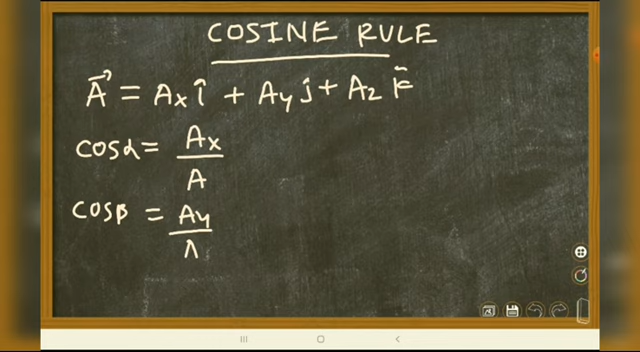 COSINE RULE
A⃗ = Ax î + Ay ĵ + Az k̂
cosα = Ax / A
cosβ = Ay / A